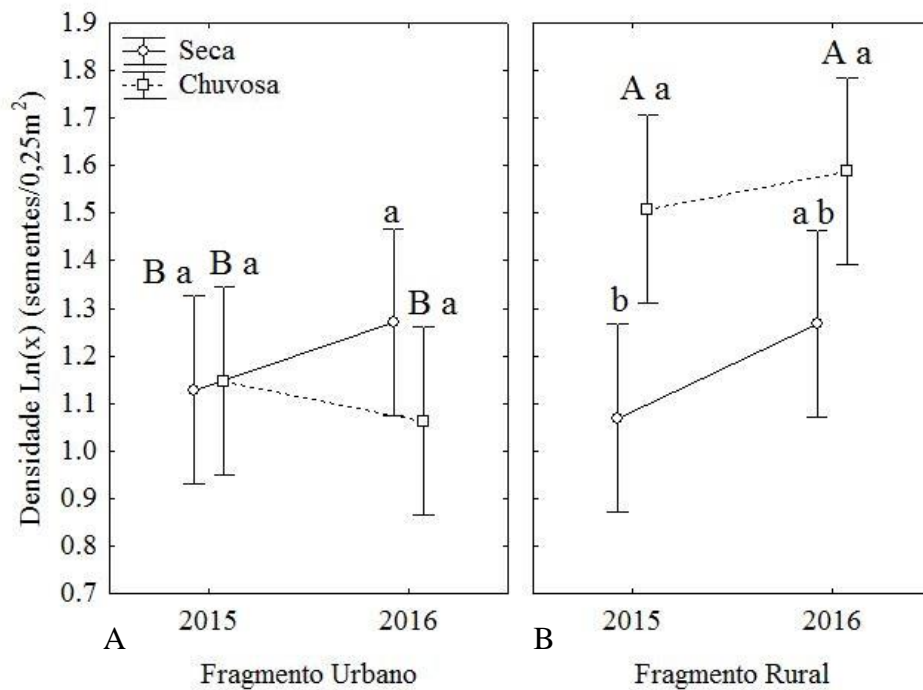 1.9
1.8
1.7
1.6
1.5
1.4
1.3
1.2
1.1
1.0
0.9
0.8
0.7
Densidade Ln(x) (sementes/0,25m²)
Seca
Chuvosa
B a
B a
a
B a
2015
2016
A
Fragmento Urbano
A a
A a
b
a b
2015
2016
B
Fragmento Rural